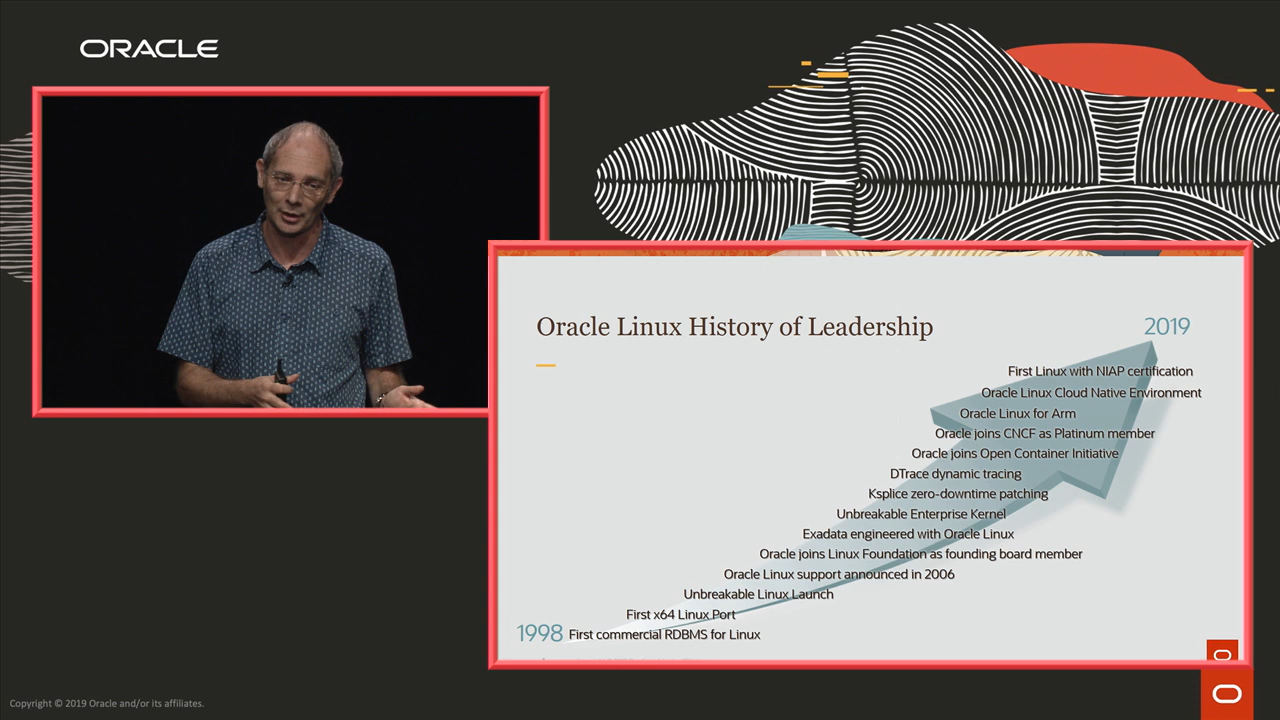 ORACLE
Oracle Linux History of Leadership
2019
First Linux with NIAP certification
Oracle Linux Cloud Native Environment
Oracle Linux for Arm
Oracle joins CNCF as Platinum member
Oracle joins Open Container Initiative
DTrace dynamic tracing
Ksplice zero-downtime patching
Unbreakable Enterprise Kernel
Exadata engineered with Oracle Linux
Oracle joins Linux Foundation as founding board member
Oracle Linux support announced in 2006
Unbreakable Linux Launch
First x64 Linux Port
1998 First commercial RDBMS for Linux
Copyright © 2019 Oracle and/or its affiliates.